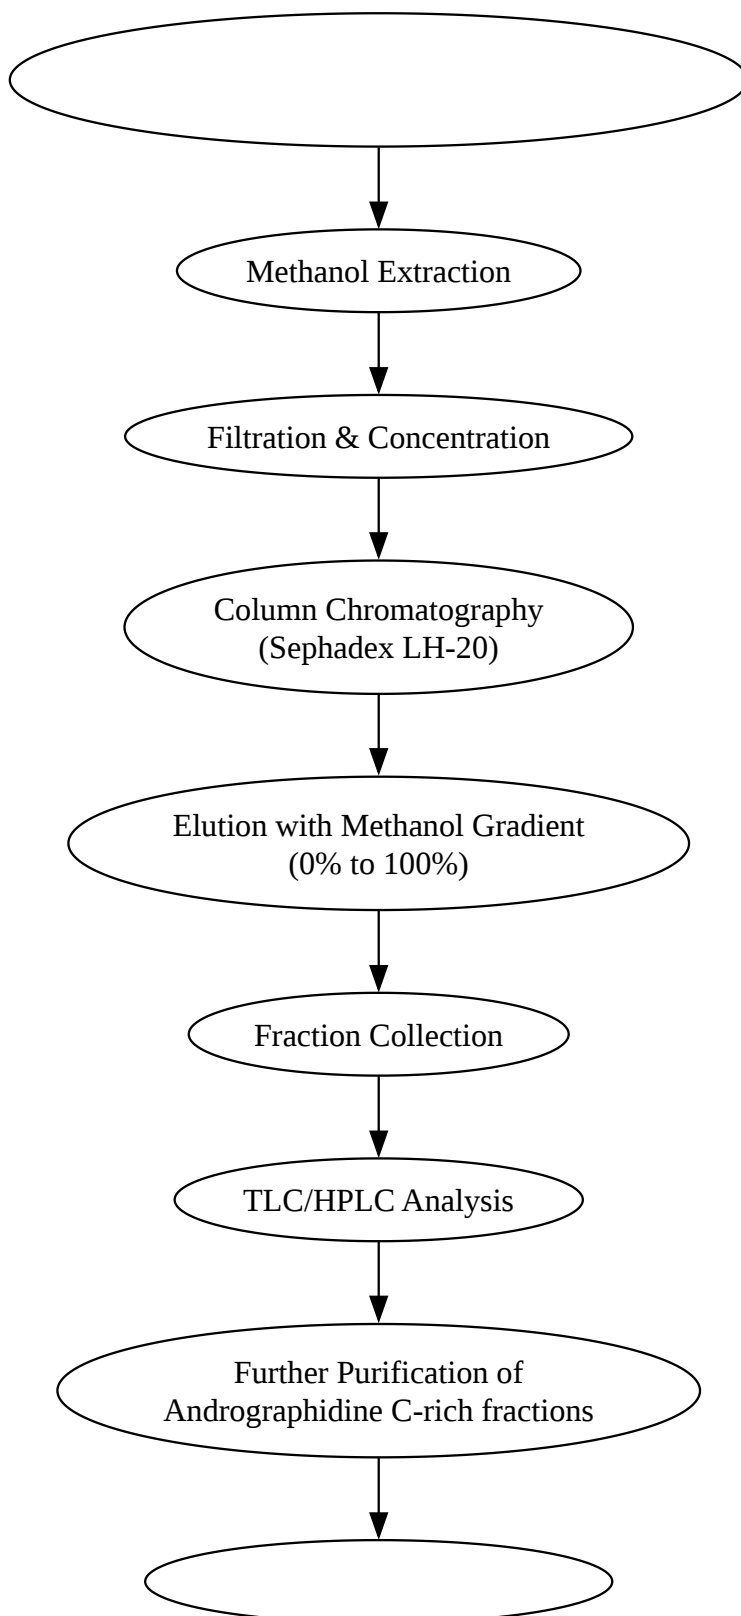 Methanol Extraction
Filtration & Concentration
Column Chromatography
(Sephadex LH-20)
Elution with Methanol Gradient
(0% to 100%)
Fraction Collection
TLC/HPLC Analysis
Further Purification of
Andrographidine C-rich fractions